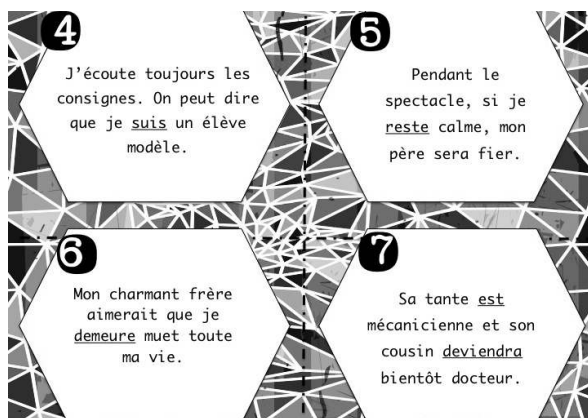 4
J'écoute toujours les
consignes. On peut dire
que je suis un élève
modèle.
5
Pendant le
spectacle, si je
reste calme, mon
père sera fier.
6
Mon charmant frère
aimerait que je
demeure muet toute
ma vie.
7
Sa tante est
mécanicienne et son
cousin deviendra
bientôt docteur.